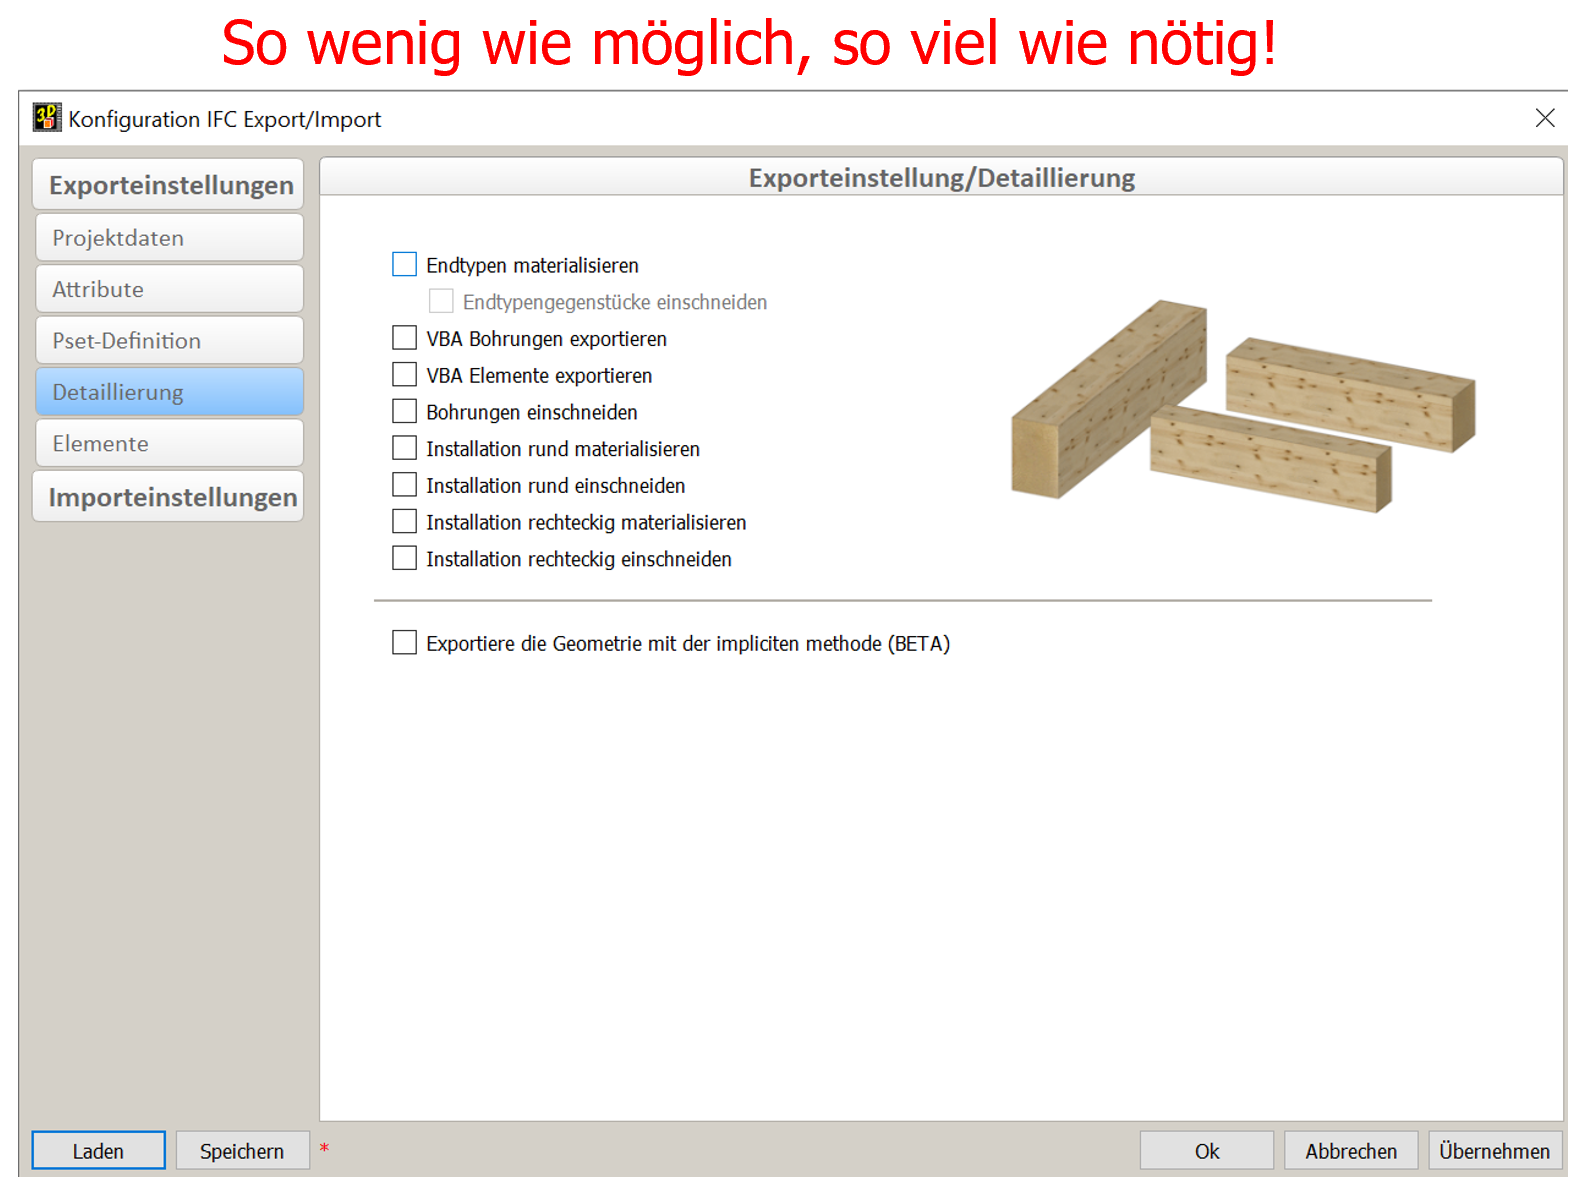 So wenig wie möglich, so viel wie nötig!
Konfiguration IFC Export/Import
Exporteinstellungen
Projektdaten
Attribute
Pset-Definition
Detaillierung
Elemente
Importeinstellungen
Exporteinstellung/Detaillierung
Endtypen materialisieren
Endtypengegenstücke einschneiden
VBA Bohrungen exportieren
VBA Elemente exportieren
Bohrungen einschneiden
Installation rund materialisieren
Installation rund einschneiden
Installation rechteckig materialisieren
Installation rechteckig einschneiden
Exportiere die Geometrie mit der impliciten methode (BETA)
Laden
Speichern
*
Ok
Abbrechen
Übernehmen